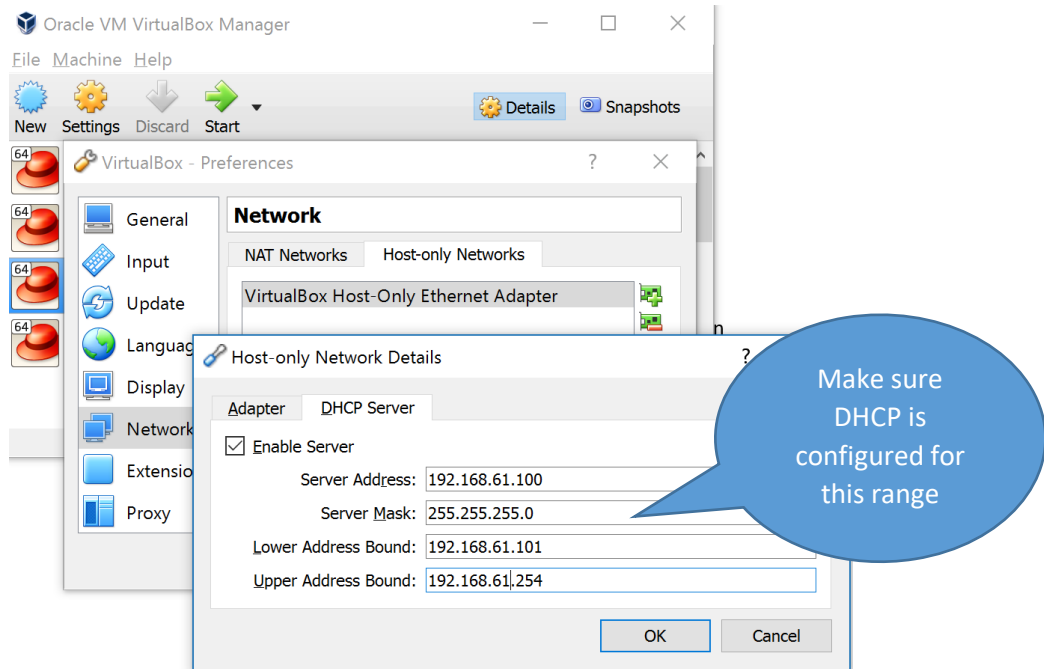 Oracle VM VirtualBox Manager
File Machine Help
New Settings Discard Start Details Snapshots
64
64
64
64
VirtualBox - Preferences ?
General
Input
Update
Languag
Display
Network
Extensio
Proxy
Network
NAT Networks Host-only Networks
VirtualBox Host-Only Ethernet Adapter
n
Host-only Network Details ?
Adapter DHCP Server
Enable Server
Server Address: 192.168.61.100
Server Mask: 255.255.255.0
Lower Address Bound: 192.168.61.101
Upper Address Bound: 192.168.61.254
OK Cancel
Make sure
DHCP is
configured for
this range